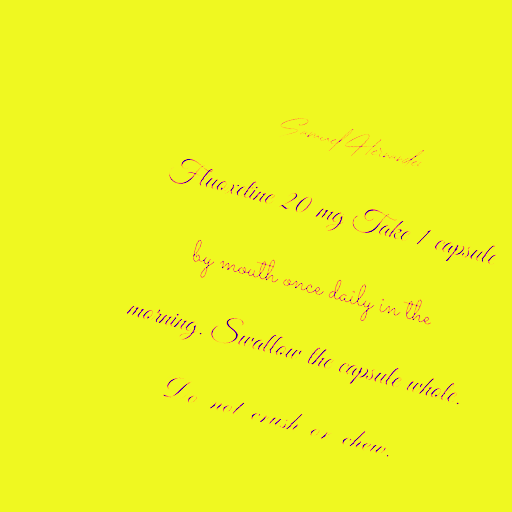 Samuel
Fluoxetine 20 mg Take 1 capsule
by mouth once daily in the
morning. Swallow the capsule whole.
Do not crush or chew.